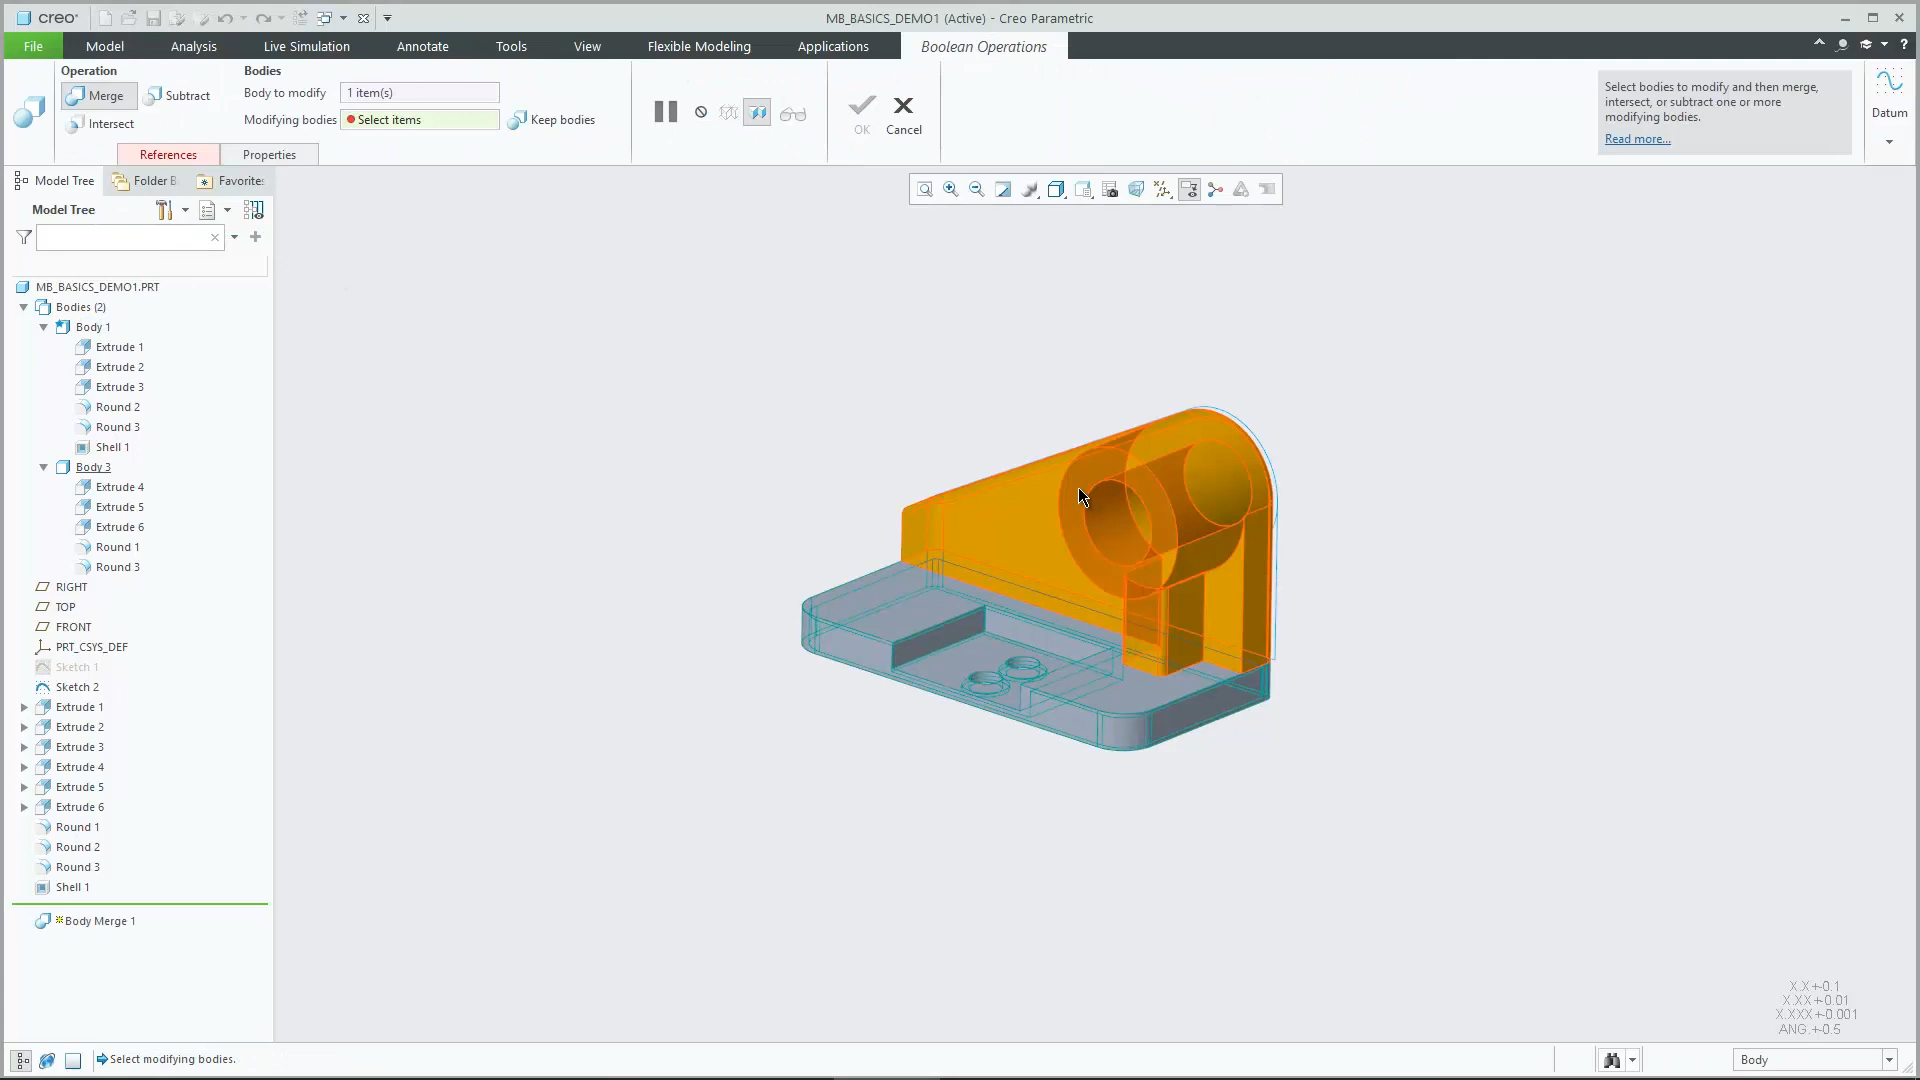 creo
MB_BASICS_DEMO1 (Active) - Creo Parametric
File
Model
Analysis
Live Simulation
Annotate
Tools
View
Flexible Modeling
Applications
Boolean Operations
?
Operation
Merge
Subtract
Intersect
Bodies
Body to modify
1 item(s)
Modifying bodies
Select items
Keep bodies
References
Properties
OK
Cancel
Select bodies to modify and then merge,
intersect, or subtract one or more
modifying bodies.
Read more...
Datum
Model Tree
Folder B
Favorite
Model Tree
MB_BASICS_DEMO1.PRT
Bodies (2)
Body 1
Extrude 1
Extrude 2
Extrude 3
Round 2
Round 3
Shell 1
Body 3
Extrude 4
Extrude 5
Extrude 6
Round 1
Round 3
RIGHT
TOP
FRONT
PRT_CSYS_DEF
Sketch 1
Sketch 2
Extrude 1
Extrude 2
Extrude 3
Extrude 4
Extrude 5
Extrude 6
Round 1
Round 2
Round 3
Shell 1
Body Merge 1
X.X+-0.1
X.XX+-0.01
X.XXX+-0.001
ANG.+-0.5
Select modifying bodies.
Body